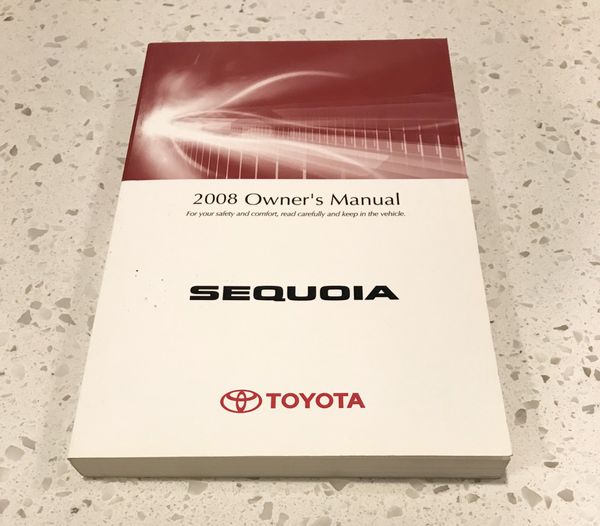 2008 Owner's Manual
For your safety and comfort, read carefully and keep in the vehicle.
SEQUOIA
TOYOTA